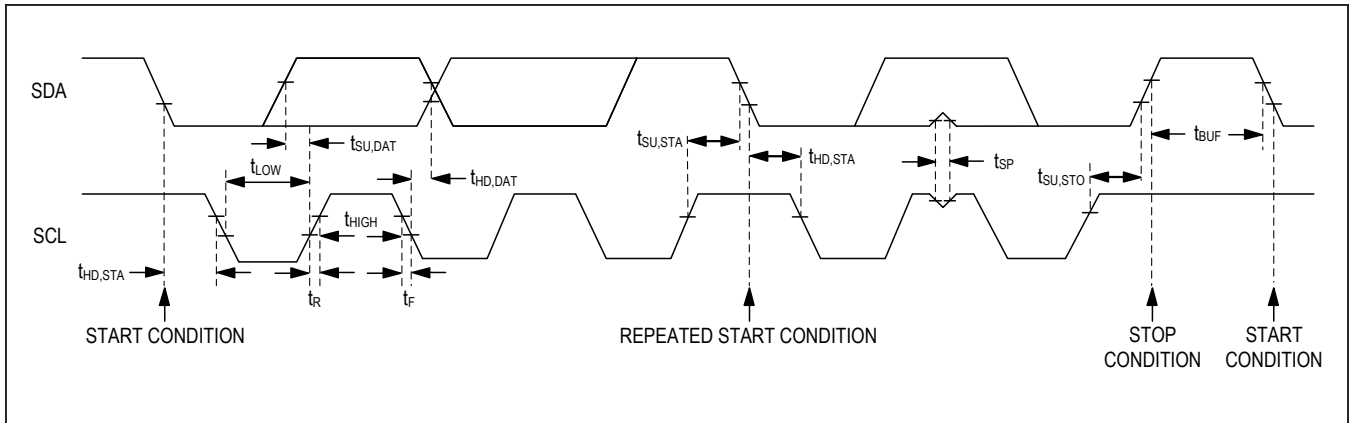 SDA
tSU,DAT
tLOW
tHD,DAT
tSU,STA
tHD,STA
tSP
tBUF
tSU,STO
SCL
tHIGH
tHD,STA
tR
tF
START CONDITION
REPEATED START CONDITION
STOP
CONDITION
START
CONDITION